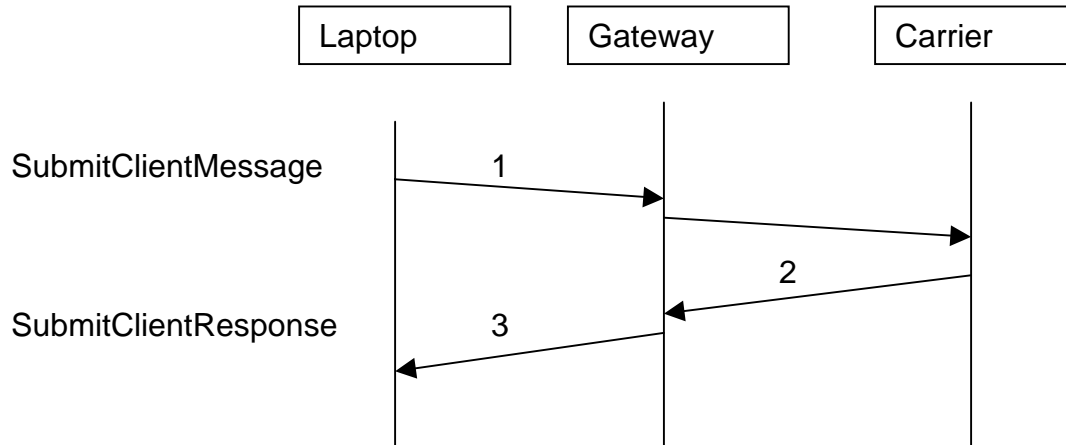 Laptop Gateway Carrier
SubmitClientMessage 1
2
SubmitClientResponse 3